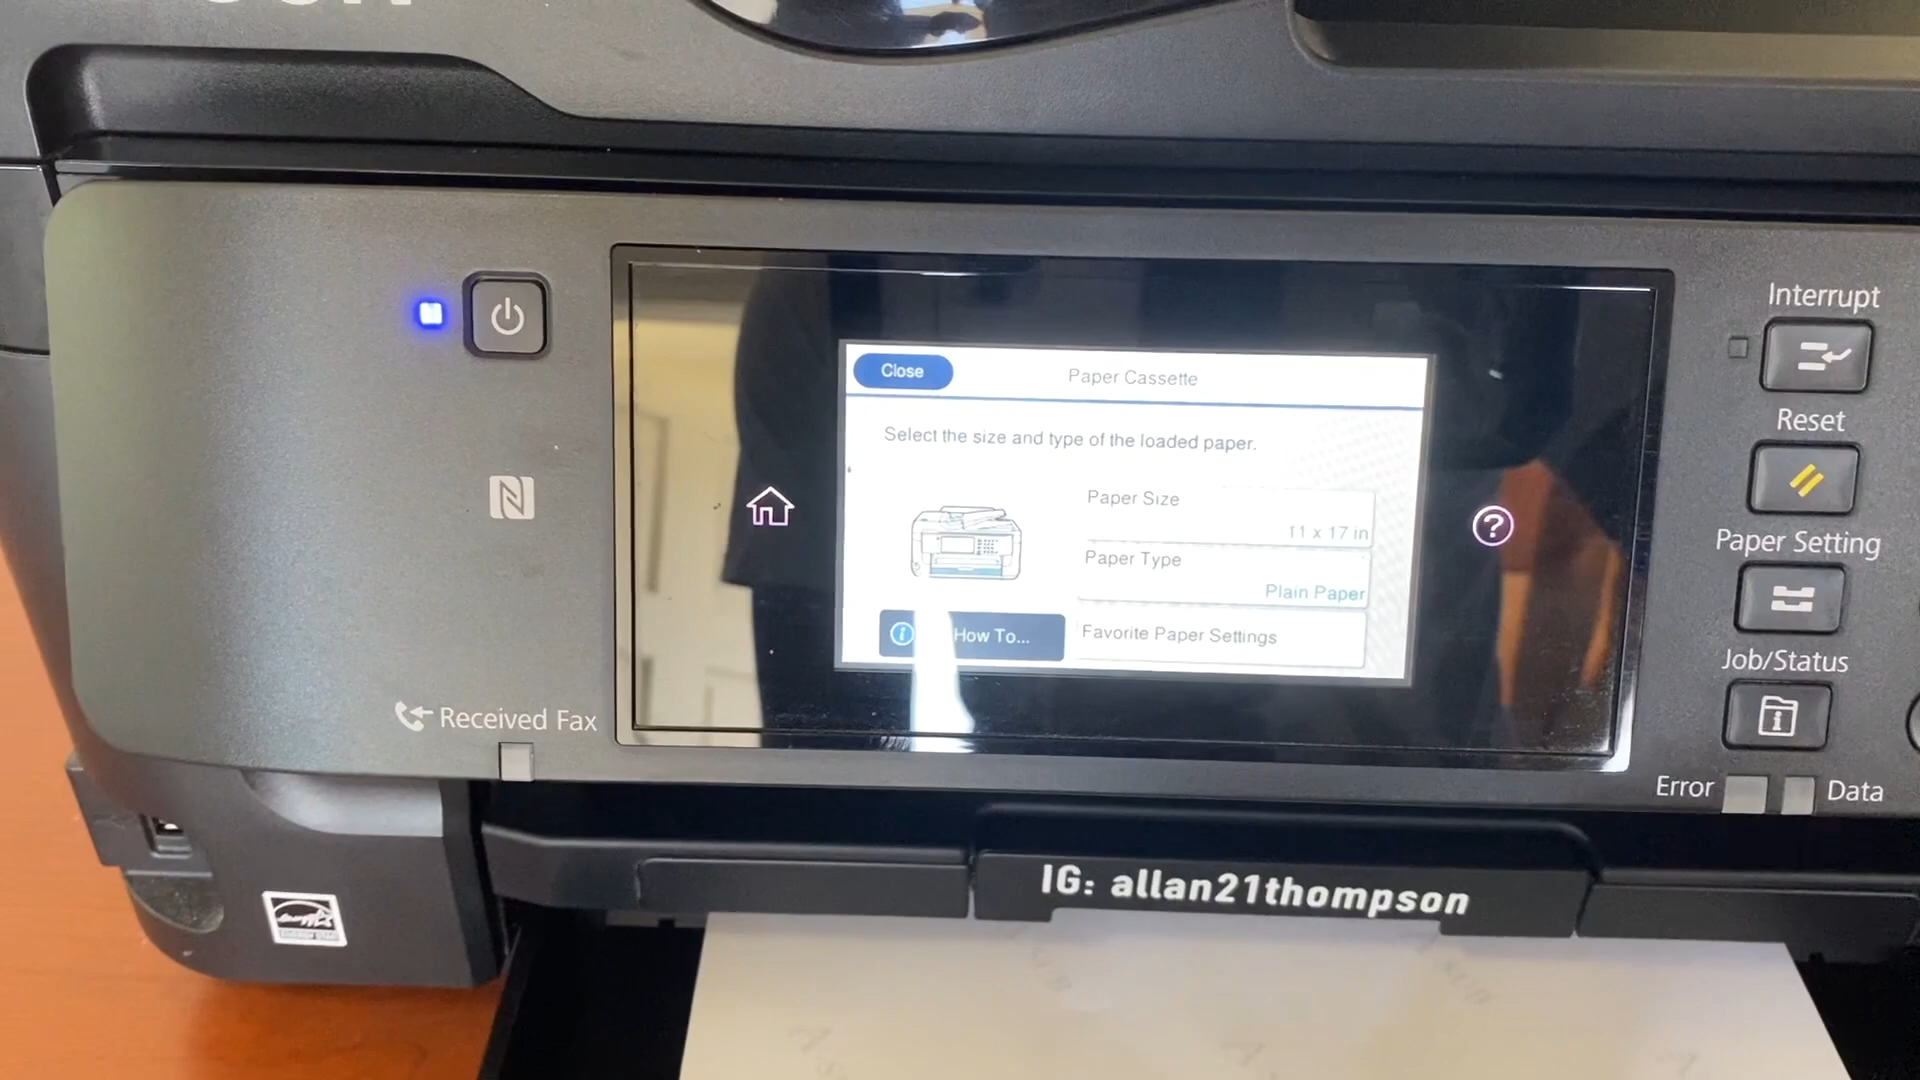 Interrupt
Close
Paper Cassette
Reset
Select the size and type of the loaded paper.
Paper Size
11 x 17 in
Paper Type
Plain Paper
Paper Setting
How To...
Favorite Paper Settings
Job/Status
Received Fax
Error
Data
IG: allan21thompson